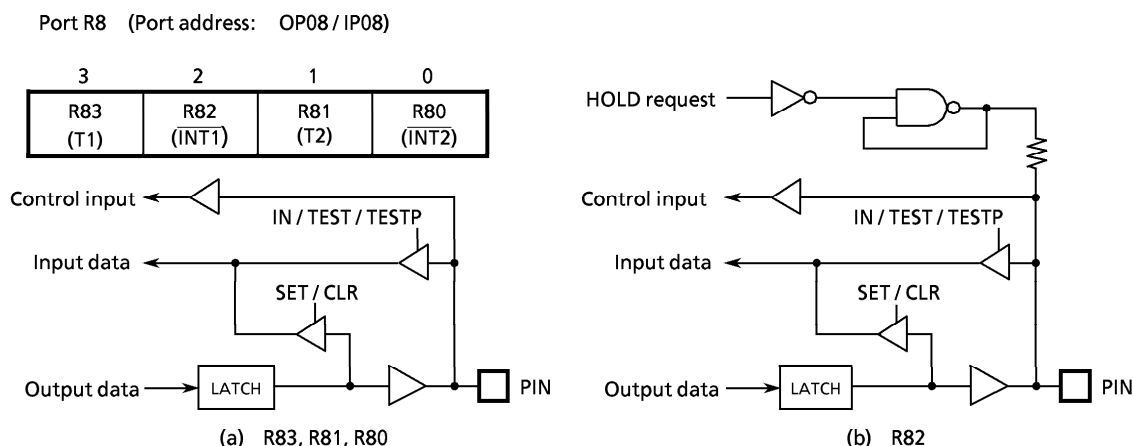 Port R8 (Port address: OP08 / IP08)
3 2 1 0
R83 R82 R81 R80
(T1) (INT1) (T2) (INT2)
Control input
IN / TEST / TESTP
Input data
SET / CLR
Output data
LATCH
PIN
(a) R83, R81, R80
HOLD request
Control input
IN / TEST / TESTP
Input data
SET / CLR
Output data
LATCH
PIN
(b) R82